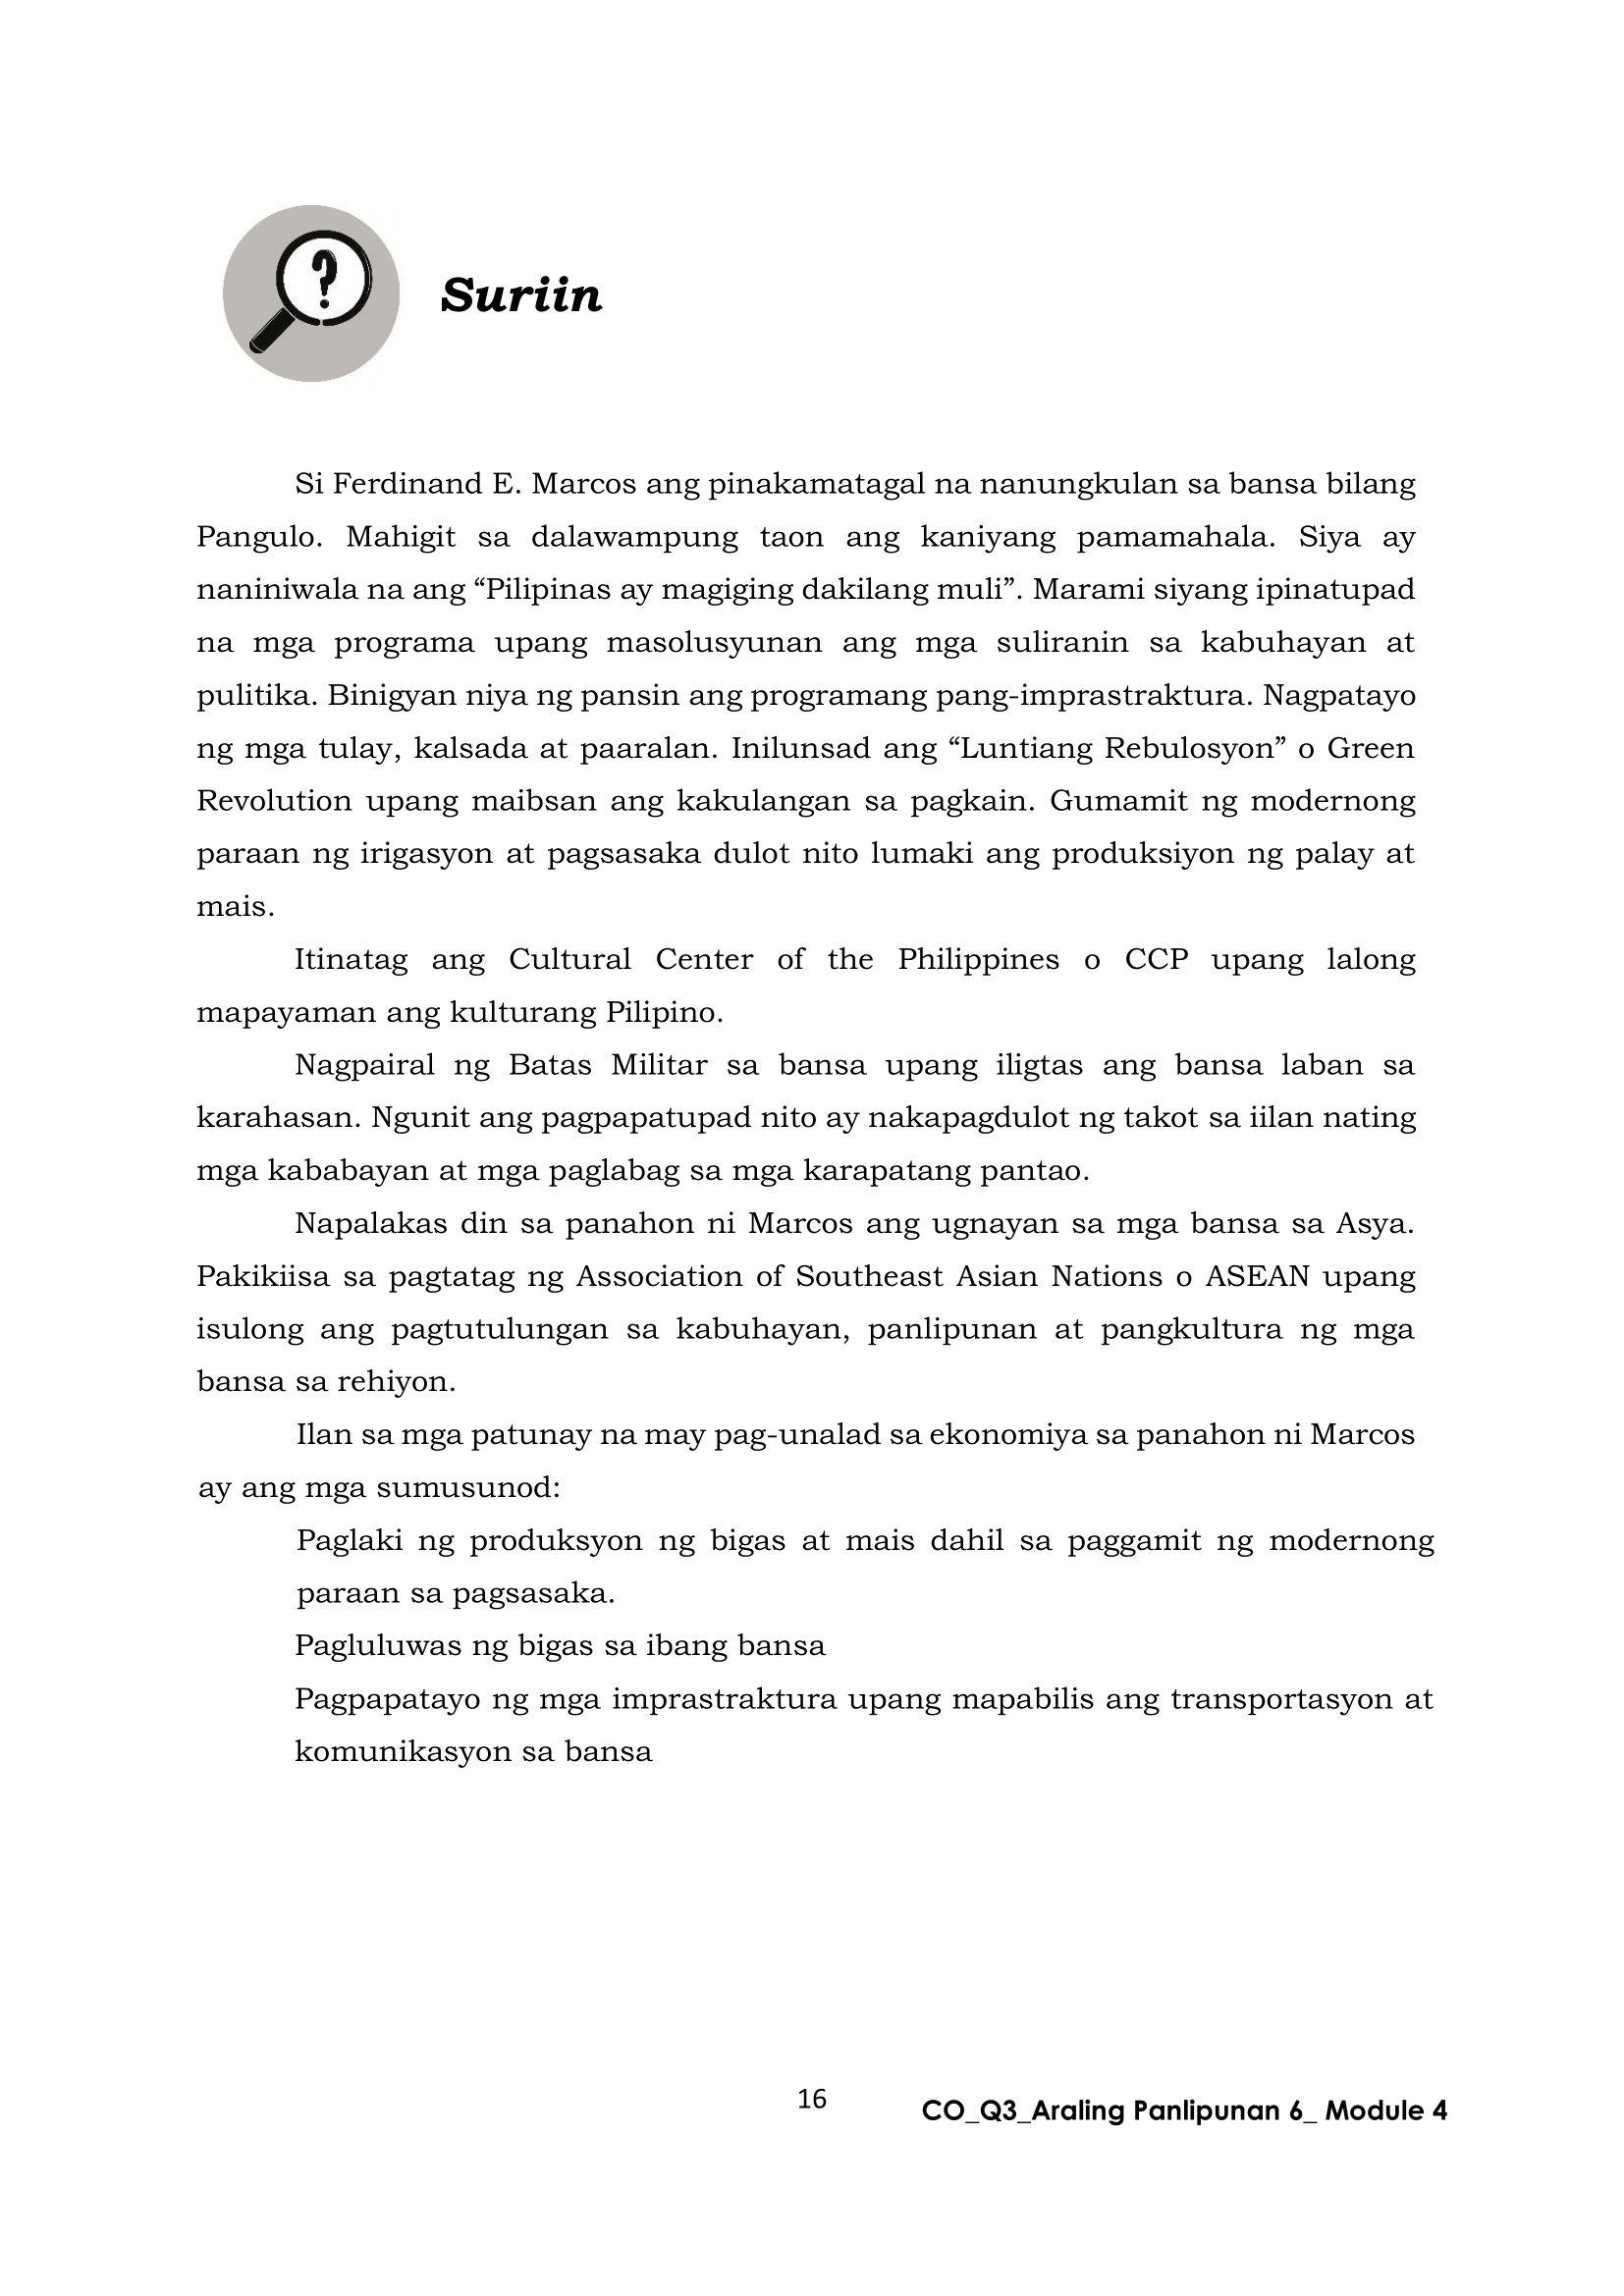 ?
Suriin
Si Ferdinand E. Marcos ang pinakamatagal na nanungkulan sa bansa bilang
Pangulo. Mahigit sa dalawampung taon ang kaniyang pamamahala. Siya ay
naniniwala na ang “Pilipinas ay magiging dakilang muli”. Marami siyang ipinatupad
na mga programa upang masolusyunan ang mga suliranin sa kabuhayan at
pulitika. Binigyan niya ng pansin ang programang pang-imprastraktura. Nagpatayo
ng mga tulay, kalsada at paaralan. Inilunsad ang “Luntiang Rebulosyon” o Green
Revolution upang maibsan ang kakulangan sa pagkain. Gumamit ng modernong
paraan ng irigasyon at pagsasaka dulot nito lumaki ang produksiyon ng palay at
mais.
Itinatag ang Cultural Center of the Philippines o CCP upang lalong
mapayaman ang kulturang Pilipino.
Nagpairal ng Batas Militar sa bansa upang iligtas ang bansa laban sa
karahasan. Ngunit ang pagpapatupad nito ay nakapagdulot ng takot sa iilan nating
mga kababayan at mga paglabag sa mga karapatang pantao.
Napalakas din sa panahon ni Marcos ang ugnayan sa mga bansa sa Asya.
Pakikiisa sa pagtatag ng Association of Southeast Asian Nations o ASEAN upang
isulong ang pagtutulungan sa kabuhayan, panlipunan at pangkultura ng mga
bansa sa rehiyon.
Ilan sa mga patunay na may pag-unalad sa ekonomiya sa panahon ni Marcos
ay ang mga sumusunod:
Paglaki ng produksyon ng bigas at mais dahil sa paggamit ng modernong
paraan sa pagsasaka.
Pagluluwas ng bigas sa ibang bansa
Pagpapatayo ng mga imprastraktura upang mapabilis ang transportasyon at
komunikasyon sa bansa
16
CO_Q3_Araling Panlipunan 6_ Module 4